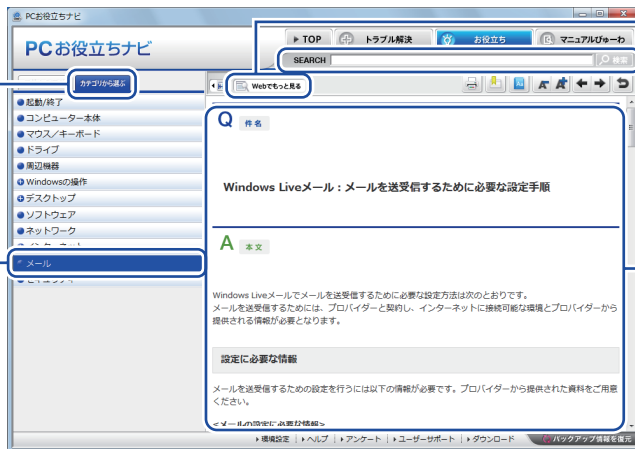 PCお役立ちナビ
PCお役立ちナビ
TOP
トラブル解決
お役立ち
マニュアルびゅーわ
SEARCH
検索
カテゴリから選ぶ
Webでもっと見る
起動/終了
コンピューター本体
マウス/キーボード
ドライブ
周辺機器
Windowsの操作
デスクトップ
ソフトウェア
ネットワーク
メール
Q 件名
Windows Liveメール:メールを送受信するために必要な設定手順
A 本文
Windows Liveメールでメールを送受信するために必要な設定方法は次のとおりです。
メールを送受信するためには、プロバイダーと契約し、インターネットに接続可能な環境とプロバイダーから
提供される情報が必要となります。
設定に必要な情報
メールを送受信するための設定を行うには以下の情報が必要です。プロバイダーから提供された資料をご用意
ください。
<メールの設定に必要な情報>
環境設定 ヘルプ アンケート ユーザーサポート ダウンロード バックアップ情報を復元